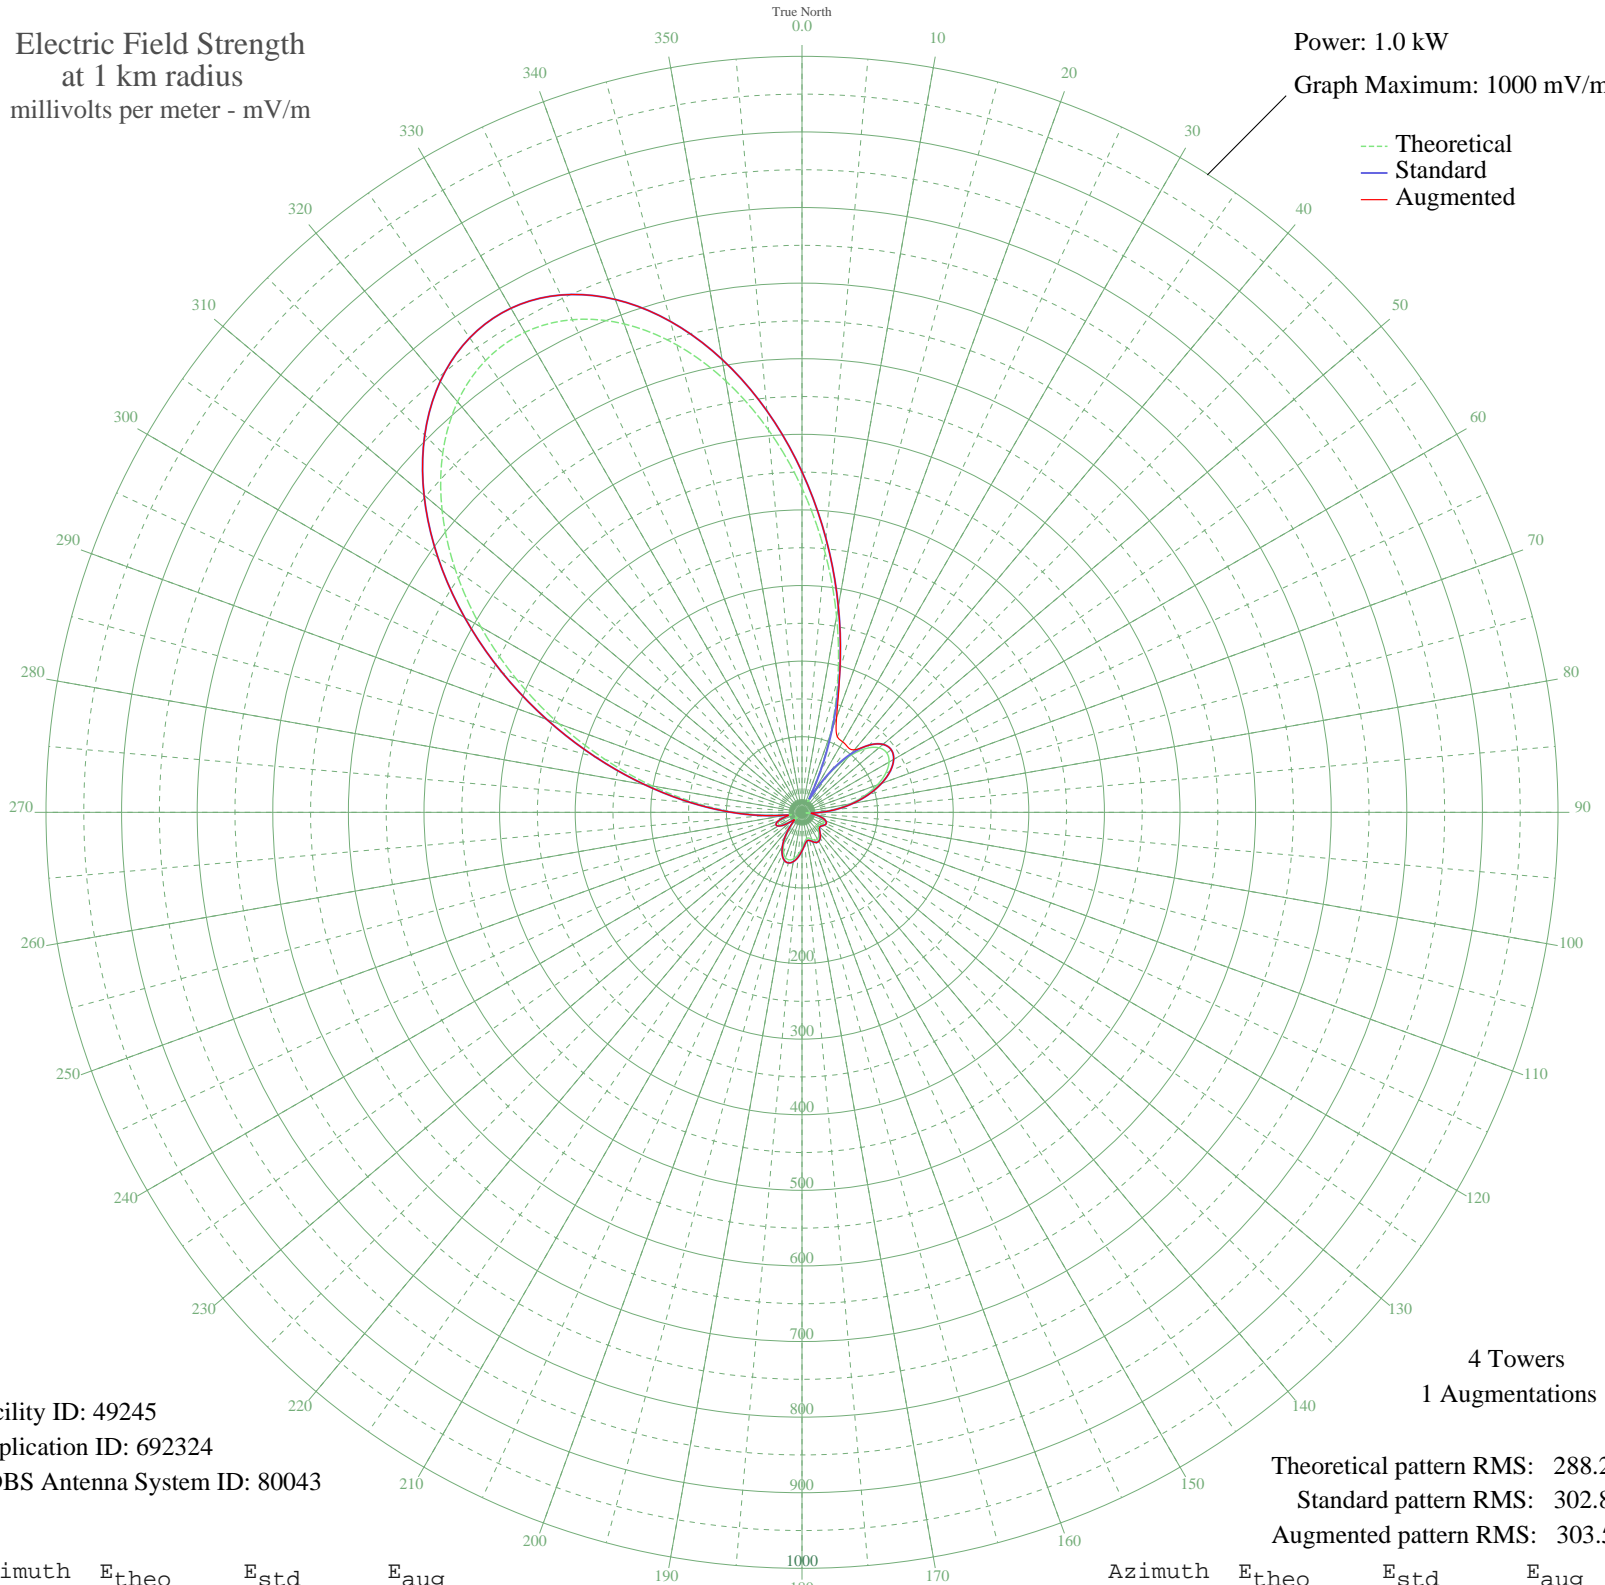 True North
0.0
Electric Field Strength
at 1 km radius
millivolts per meter - mV/m
Power: 1.0 kW
Graph Maximum: 1000 mV/m
Theoretical
Standard
Augmented
10
20
30
40
50
60
70
80
90
100
110
120
130
140
150
160
170
190
200
210
220
230
240
250
260
270
280
290
300
310
320
330
340
350
200
300
400
500
600
700
800
900
1000
4 Towers
1 Augmentations
cility ID: 49245
plication ID: 692324
DBS Antenna System ID: 80043
Theoretical pattern RMS: 288.2
Standard pattern RMS: 302.8
Augmented pattern RMS: 303.5
imuth Etheo Estd Eaug
Azimuth Etheo Estd Eaug